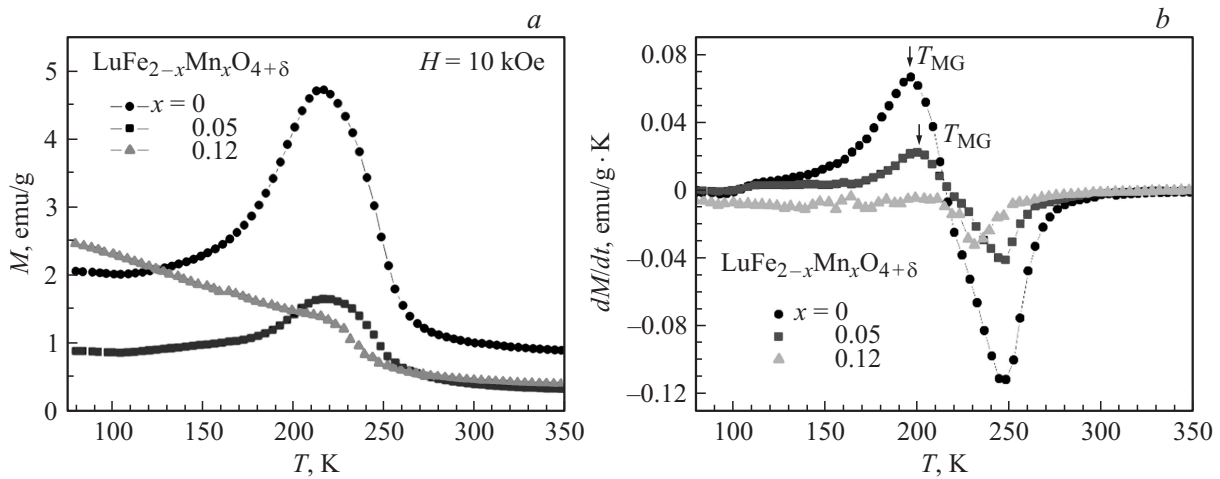 a
LuFe2−xMnxO4+δ
H = 10 kOe
x = 0
0.05
0.12
5
4
3
2
1
0
M, emu/g
100 150 200 250 300 350
T, K
b
TMG
TMG
LuFe2−xMnxO4+δ
x = 0
0.05
0.12
0.08
0.04
0
−0.04
−0.08
−0.12
dM/dt, emu/g · K
100 150 200 250 300 350
T, K